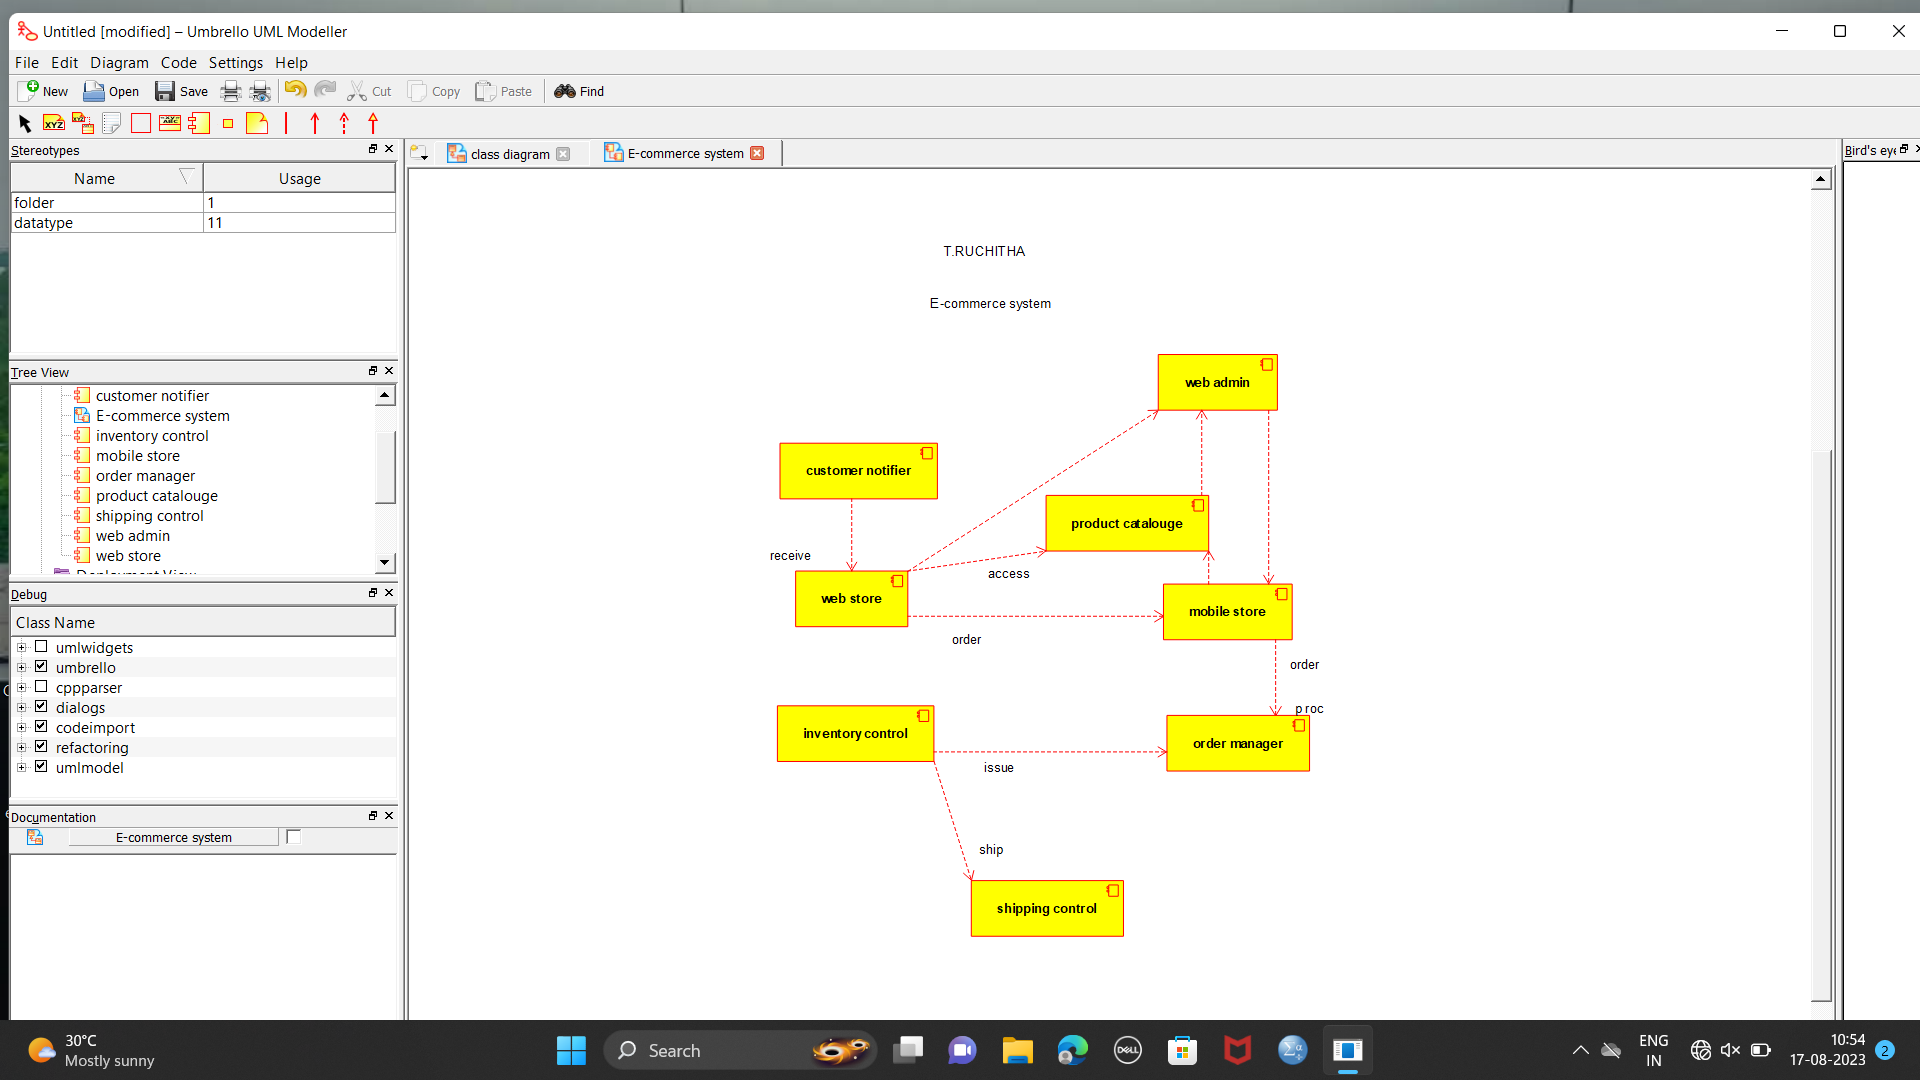 Untitled [modified] – Umbrello UML Modeller
File Edit Diagram Code Settings Help
New Open Save Cut Copy Paste Find
Stereotypes
Name Usage
folder 1
datatype 11
Tree View
customer notifier
E-commerce system
inventory control
mobile store
order manager
product catalouge
shipping control
web admin
web store
Debug
Class Name
umlwidgets
umbrello
cppparser
dialogs
codeimport
refactoring
umlmodel
Documentation
E-commerce system
class diagram
E-commerce system
Bird's eye
T.RUCHITHA
E-commerce system
web admin
customer notifier
product catalouge
receive
access
web store
mobile store
order
order
p roc
inventory control
order manager
issue
ship
shipping control
30°C
Mostly sunny
Search
DELL
ENG
IN
10:54
17-08-2023
2